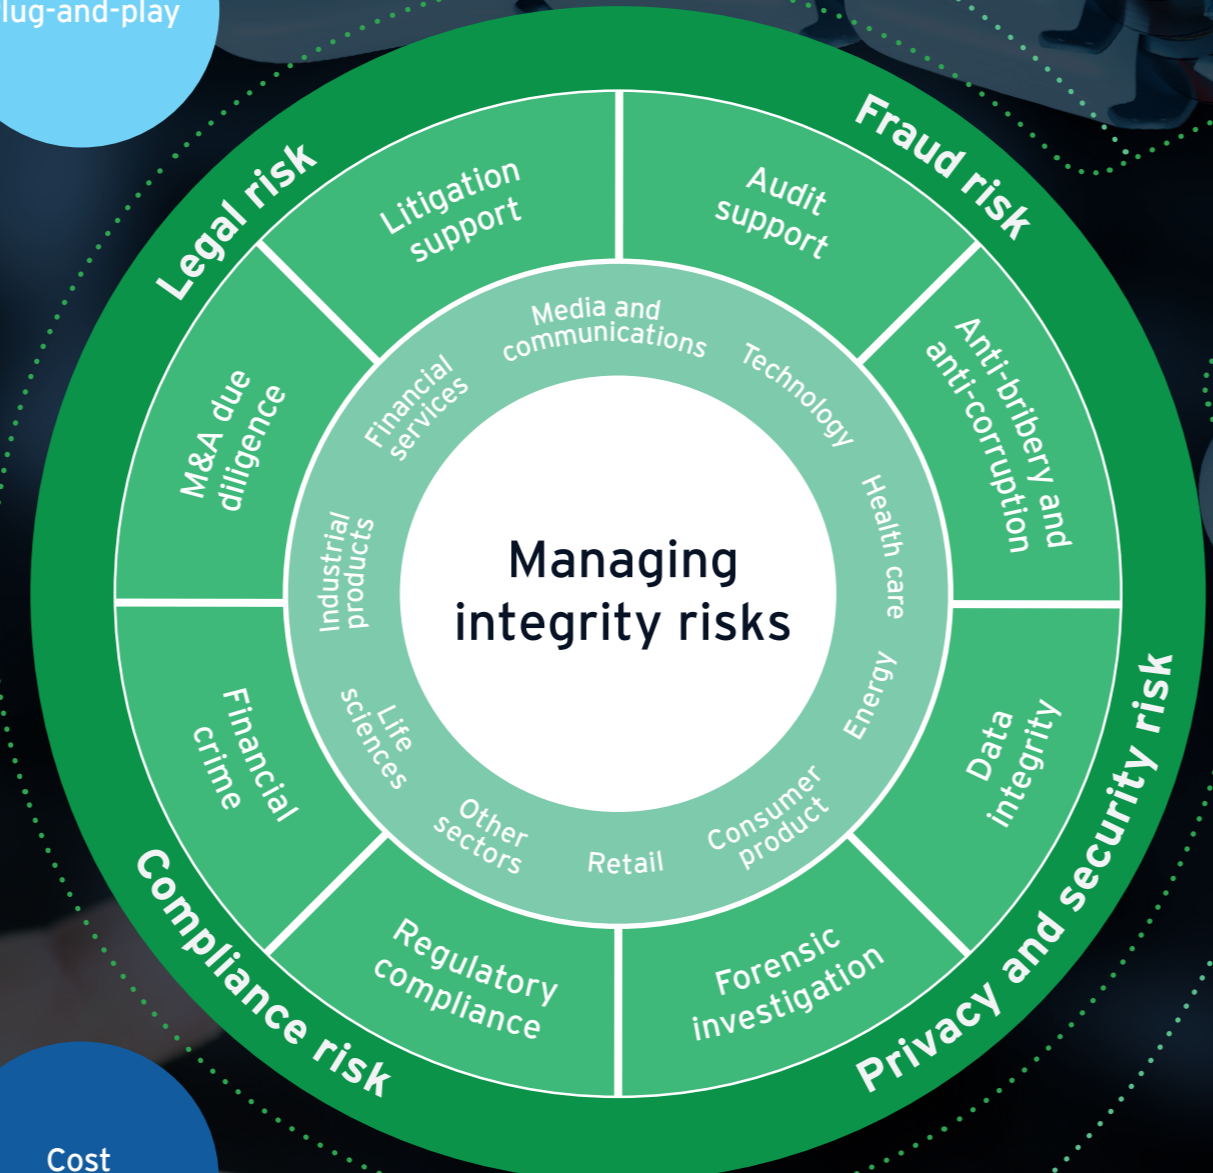 Plug-and-play
Legal risk
Fraud risk
Litigation
support
Audit
support
M&A due
diligence
Anti-bribery and
anti-corruption
Financial
crime
Data
integrity
Regulatory
compliance
Forensic
investigation
Compliance risk
Privacy and security risk
Media and
communications
Technology
Financial
services
Health care
Industrial
products
Energy
Life
sciences
Consumer
product
Other
sectors
Retail
Managing
integrity risks
Cost